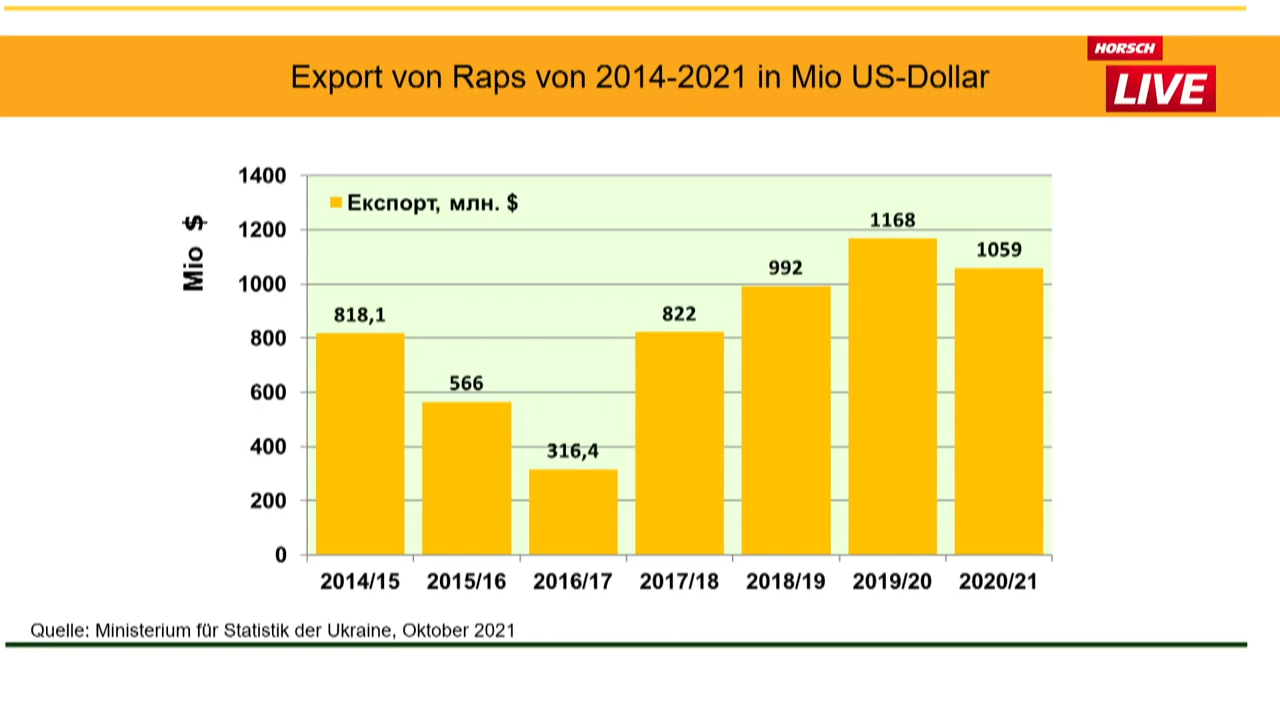 HORSCH
LIVE
Export von Raps von 2014-2021 in Mio US-Dollar
Mio $
Експорт, млн. $
1400
1200
1000
800
600
400
200
0
818,1
566
316,4
822
992
1168
1059
2014/15 2015/16 2016/17 2017/18 2018/19 2019/20 2020/21
Quelle: Ministerium für Statistik der Ukraine, Oktober 2021